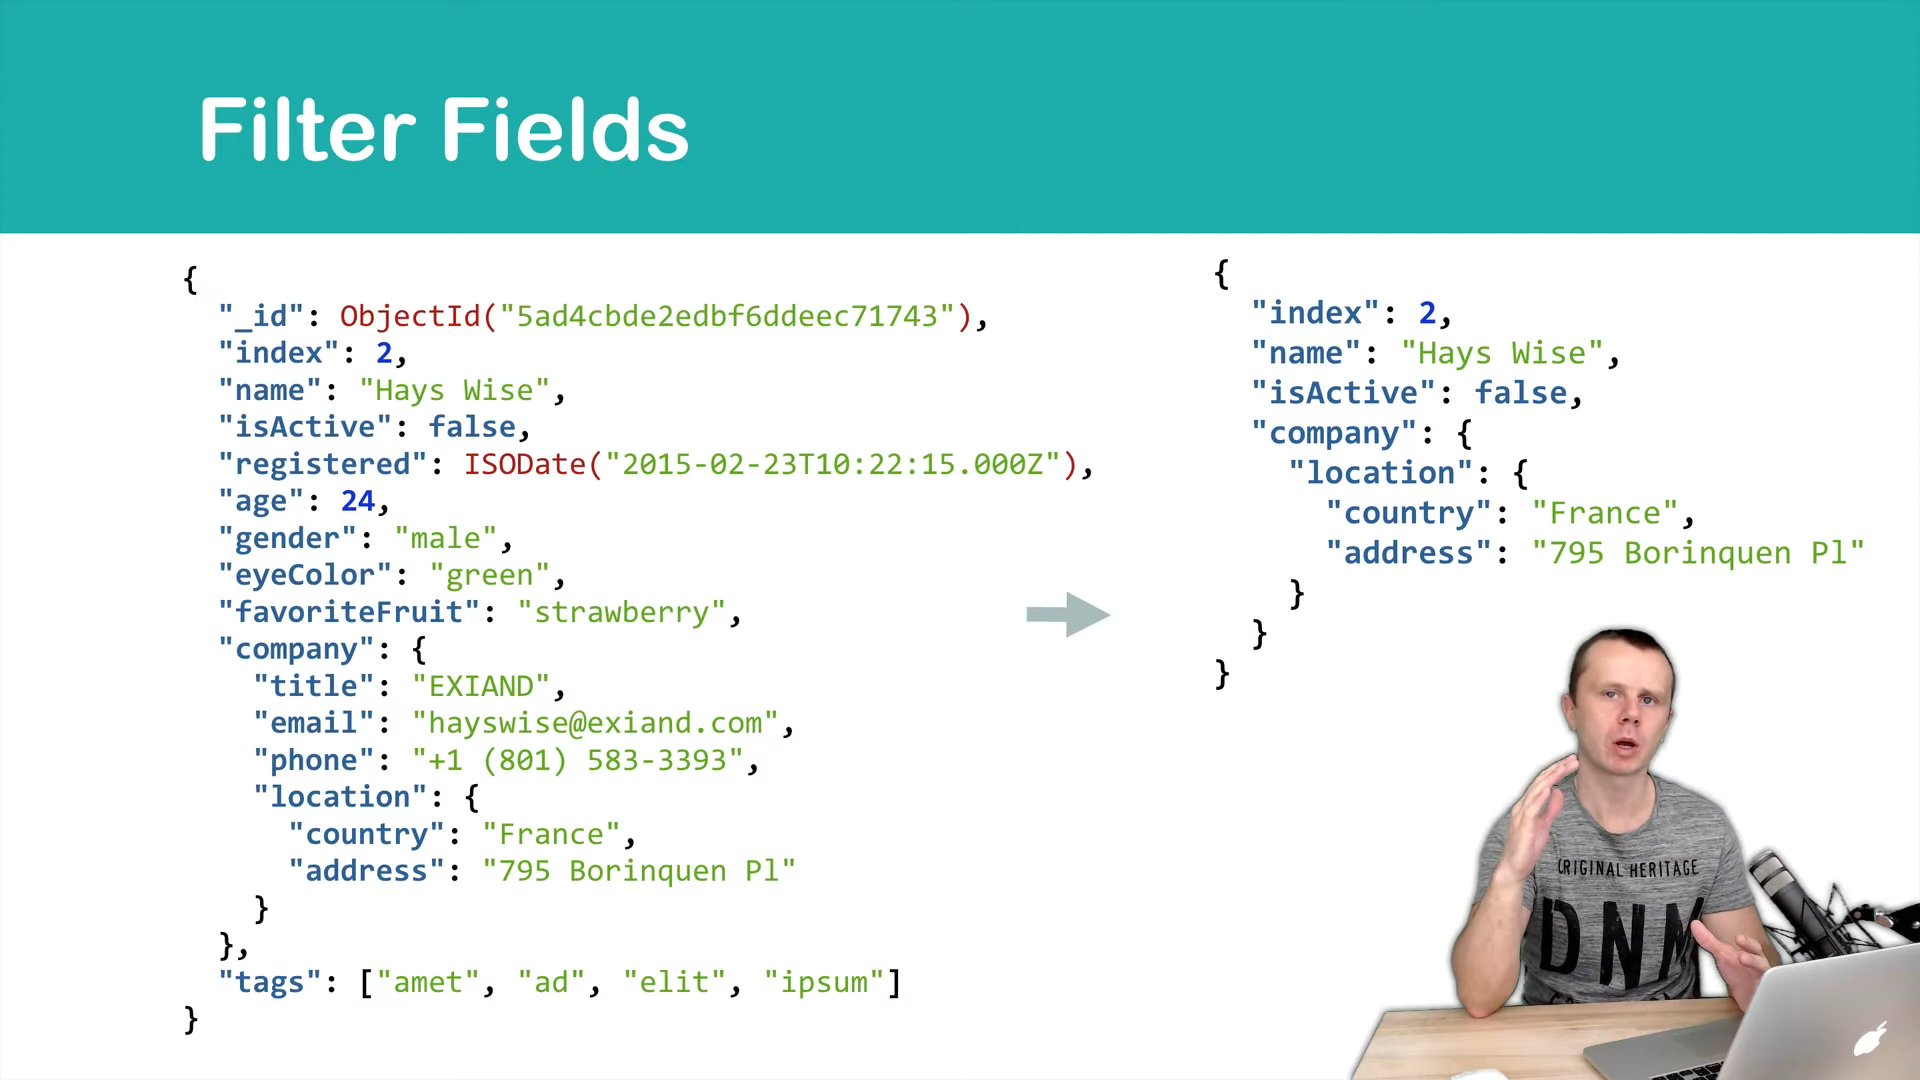 Filter Fields
{
"_id": ObjectId("5ad4cbde2edbf6ddeec71743"),
"index": 2,
"name": "Hays Wise",
"isActive": false,
"registered": ISODate("2015-02-23T10:22:15.000Z"),
"age": 24,
"gender": "male",
"eyeColor": "green",
"favoriteFruit": "strawberry",
"company": {
"title": "EXIAND",
"email": "hayswise@exiand.com",
"phone": "+1 (801) 583-3393",
"location": {
"country": "France",
"address": "795 Borinquen Pl"
}
},
"tags": ["amet", "ad", "elit", "ipsum"]
}
{
"index": 2,
"name": "Hays Wise",
"isActive": false,
"company": {
"location": {
"country": "France",
"address": "795 Borinquen Pl"
}
}
}
ORIGINAL HERITAGE
DNM